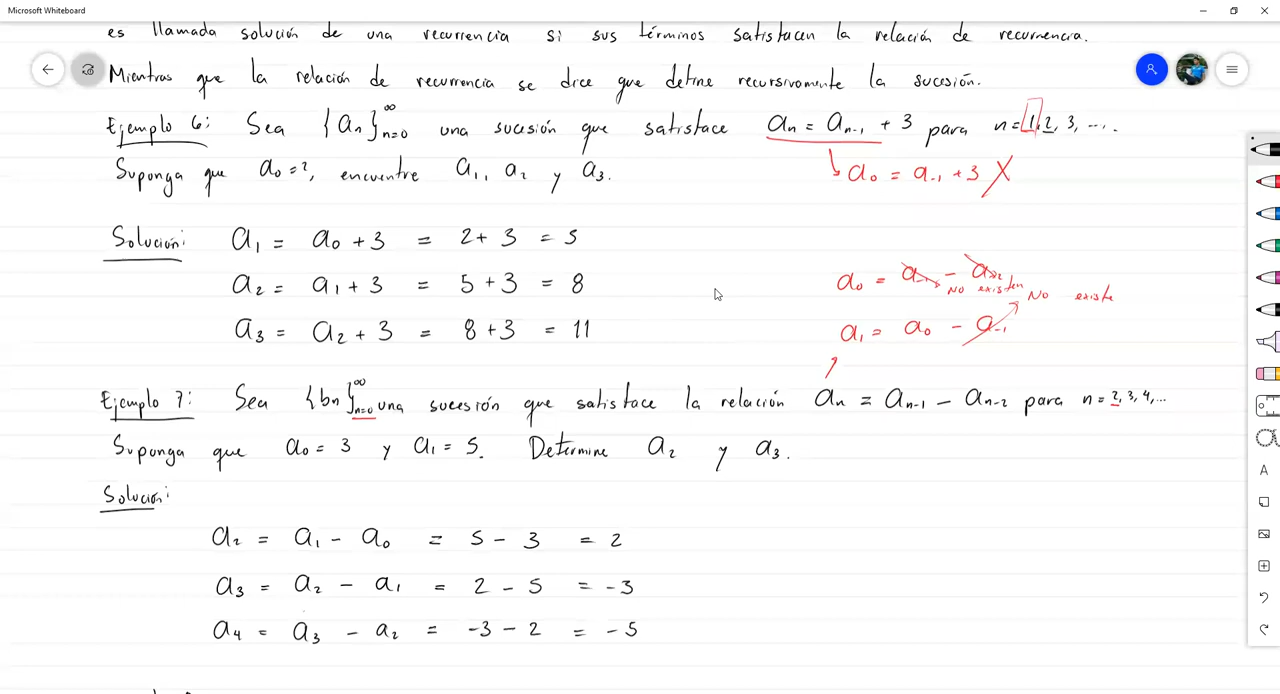 Microsoft Whiteboard
es llamada solución de una recurrencia si sus términos satisfacen la relación de recurrencia.
Mientras que la relación de recurrencia se dice que define recursivamente la sucesión.
Ejemplo 6: Sea {an}∞n=0 una sucesión que satisface an = an-1 + 3 para n = 1, 2, 3, ....
Suponga que a0 = 2, encuentre a1, a2 y a3.
a0 = a-1 + 3 X
Solución: a1 = a0 + 3 = 2 + 3 = 5
a2 = a1 + 3 = 5 + 3 = 8
a3 = a2 + 3 = 8 + 3 = 11
a0 = a-1 - a-2
No existen
No existe
a1 = a0 - a-1
Ejemplo 7: Sea {bn}∞n=0 una sucesión que satisface la relación an = an-1 - an-2 para n = 2, 3, 4, ...
Suponga que a0 = 3 y a1 = 5. Determine a2 y a3.
Solución:
a2 = a1 - a0 = 5 - 3 = 2
a3 = a2 - a1 = 2 - 5 = -3
a4 = a3 - a2 = -3 - 2 = -5